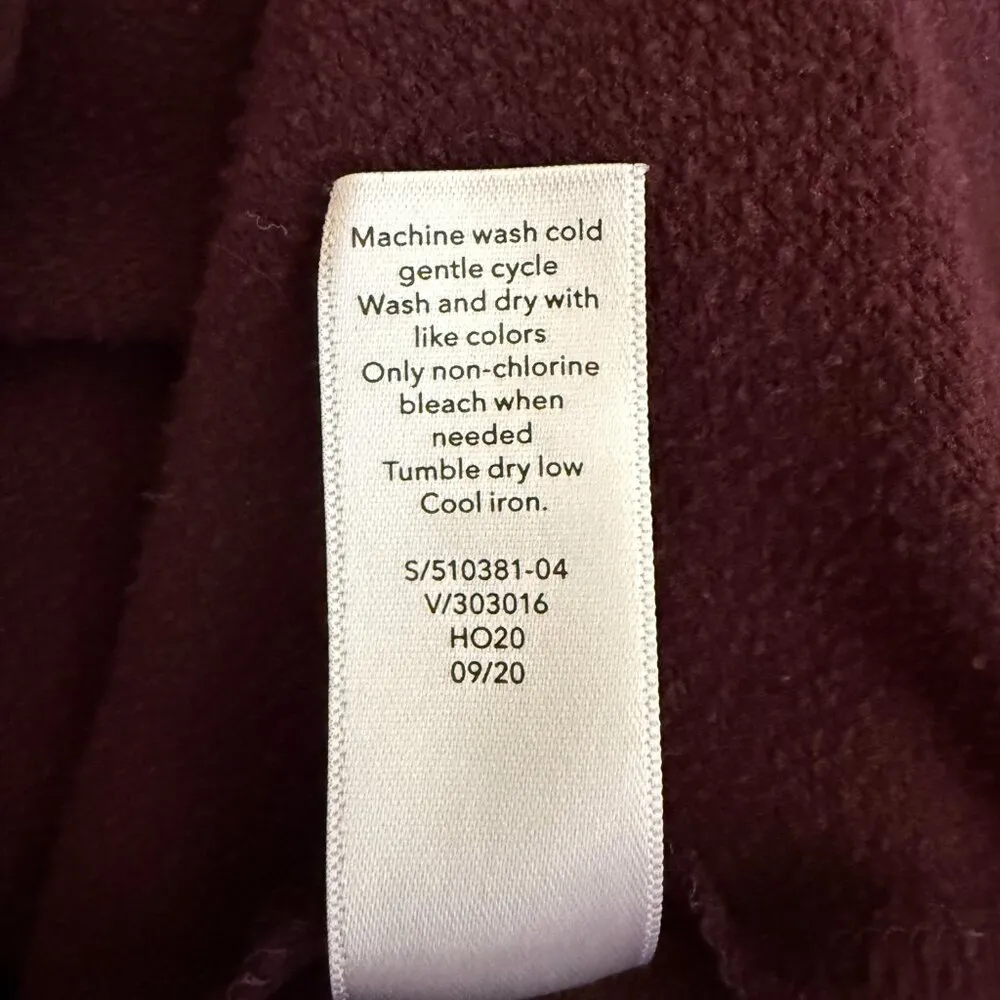 Machine wash cold
gentle cycle
Wash and dry with
like colors
Only non-chlorine
bleach when
needed
Tumble dry low
Cool iron.
S/510381-04
V/303016
HO20
09/20